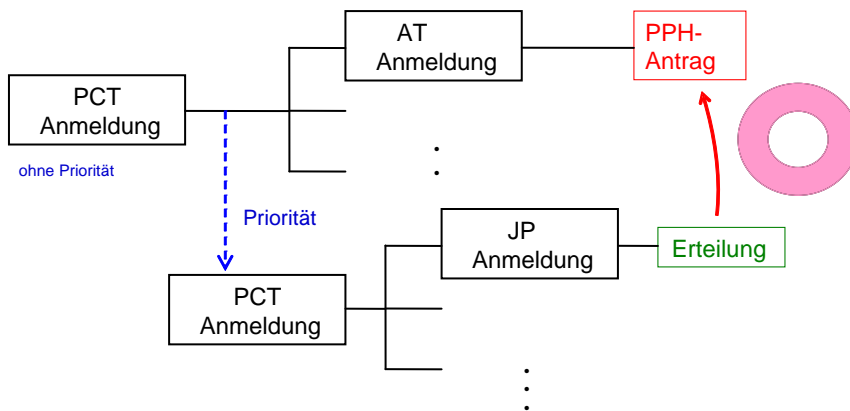 AT
Anmeldung
PPH-
Antrag
PCT
Anmeldung
ohne Priorität
Priorität
JP
Anmeldung
Erteilung
PCT
Anmeldung